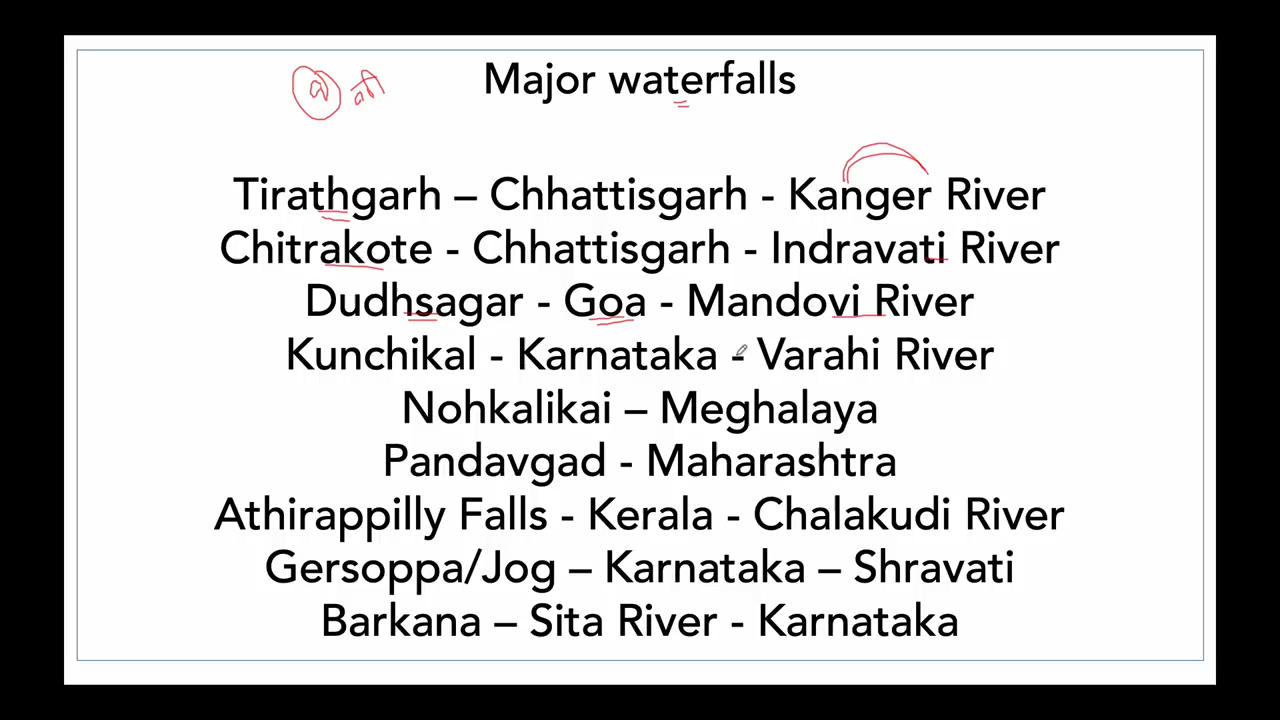 Major waterfalls
Tirathgarh – Chhattisgarh - Kanger River
Chitrakote - Chhattisgarh - Indravati River
Dudhsagar - Goa - Mandovi River
Kunchikal - Karnataka - Varahi River
Nohkalikai – Meghalaya
Pandavgad - Maharashtra
Athirappilly Falls - Kerala - Chalakudi River
Gersoppa/Jog – Karnataka – Shravati
Barkana – Sita River - Karnataka